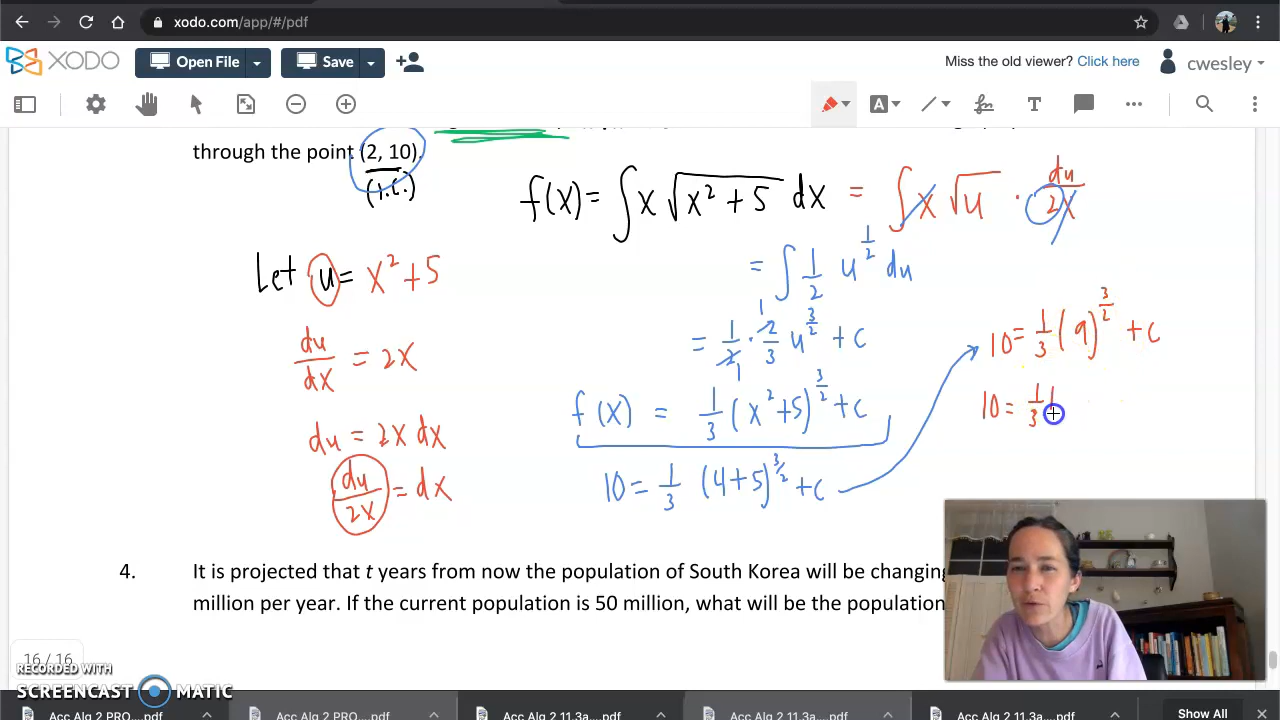 xodo.com/app/#/pdf
XODO
Open File
Save
Miss the old viewer? Click here
cwesley
through the point (2, 10).
(I.C.)
f(x) = ∫ x √(x² + 5) dx = ∫ x √u · du/2x
Let u = x² + 5
= ∫ 1/2 u^(1/2) du
du/dx = 2x
= 1/2 · 2/3 u^(3/2) + C
1
1
10 = 1/3 (9)^(3/2) + C
f(x) = 1/3 (x² + 5)^(3/2) + C
10 = 1/3 (
du = 2x dx
du/2x = dx
10 = 1/3 (4 + 5)^(3/2) + C
4. It is projected that t years from now the population of South Korea will be changing
million per year. If the current population is 50 million, what will be the population
16 / 16
RECORDED WITH
SCREENCAST MATIC
Acc Alg 2 PRO....pdf
Acc Alg 2 PRO....pdf
Acc Alg 2 11.3a....pdf
Acc Alg 2 11.3a....pdf
Acc Alg 2 11.3a....pdf
Show All